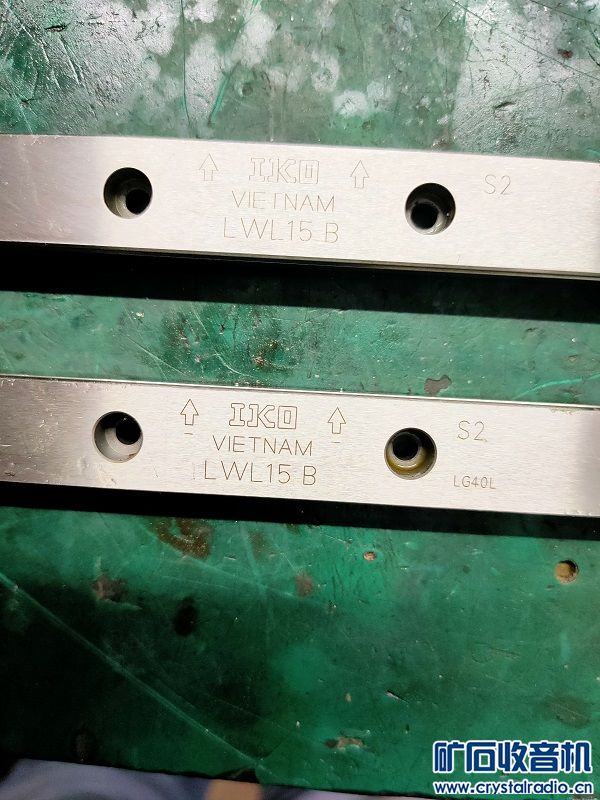 IKO
S2
VIETNAM
LWL15 B
IKO
S2
VIETNAM
LWL15 B
LG40L
矿石收音机
www.crystalradio.cn